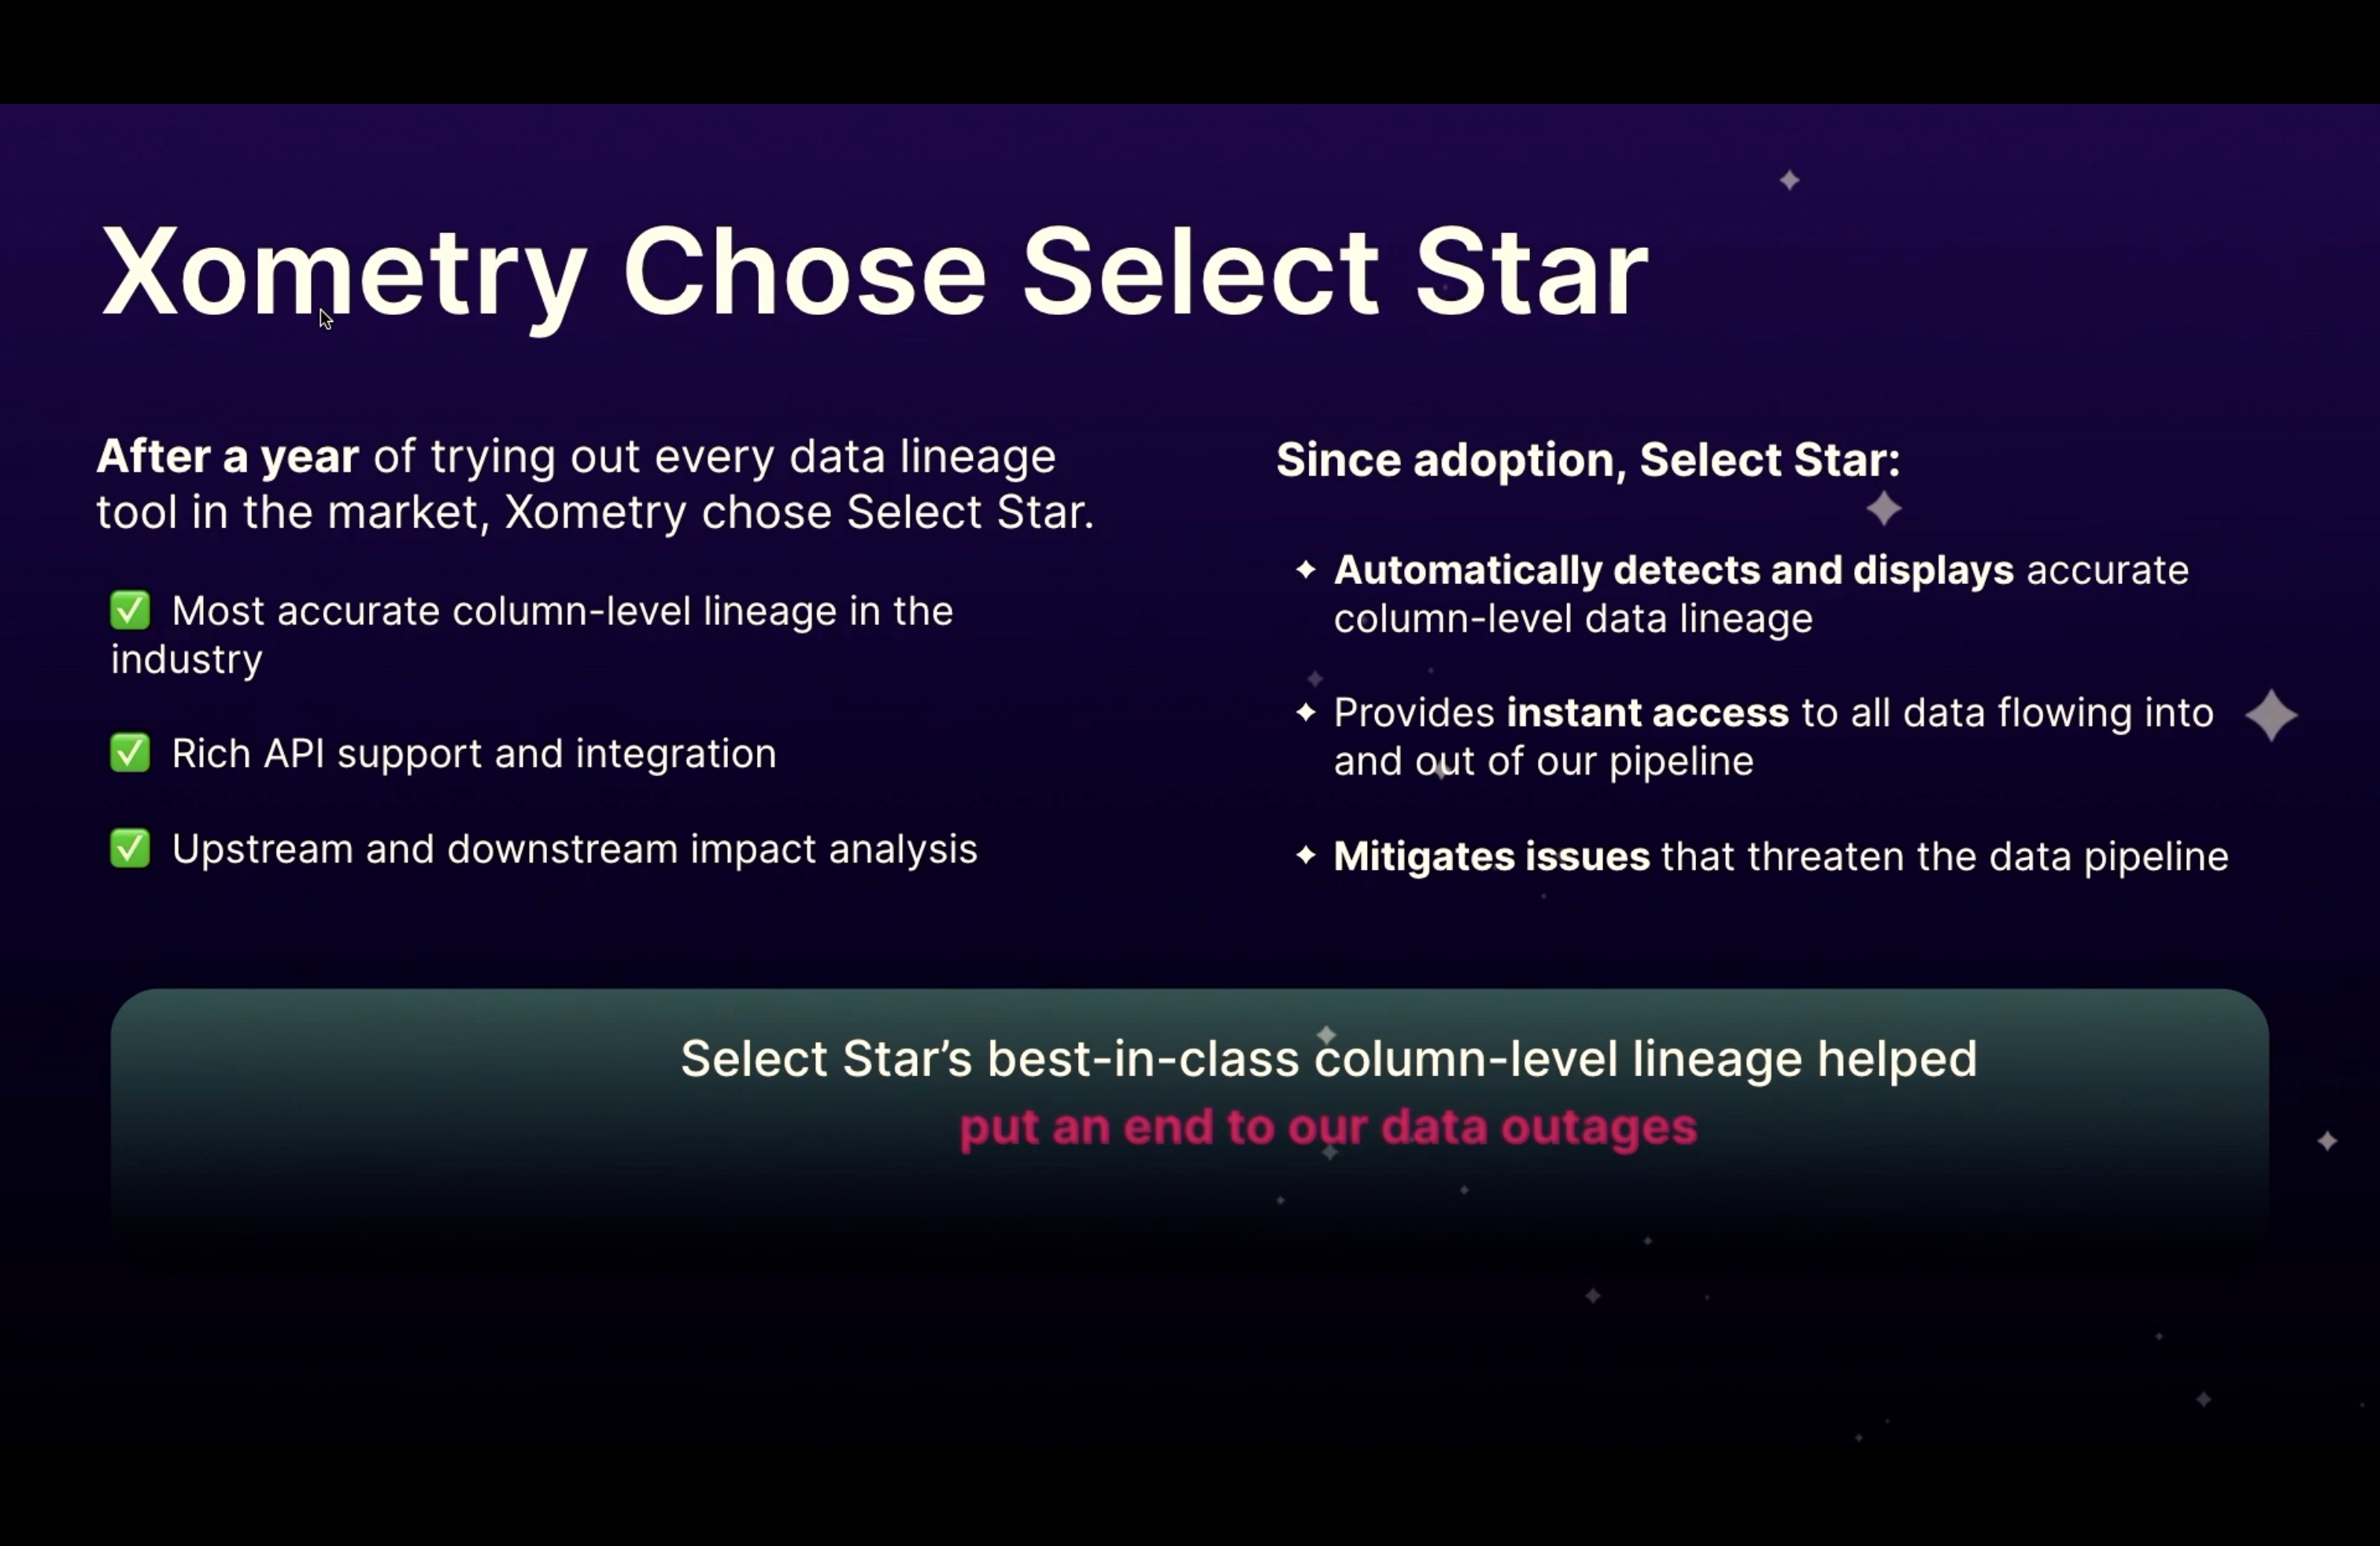 Xometry Chose Select Star
After a year of trying out every data lineage
tool in the market, Xometry chose Select Star.
✅ Most accurate column-level lineage in the
industry
✅ Rich API support and integration
✅ Upstream and downstream impact analysis
Since adoption, Select Star:
✦ Automatically detects and displays accurate
column-level data lineage
✦ Provides instant access to all data flowing into
and out of our pipeline
✦ Mitigates issues that threaten the data pipeline
Select Star’s best-in-class column-level lineage helped
put an end to our data outages